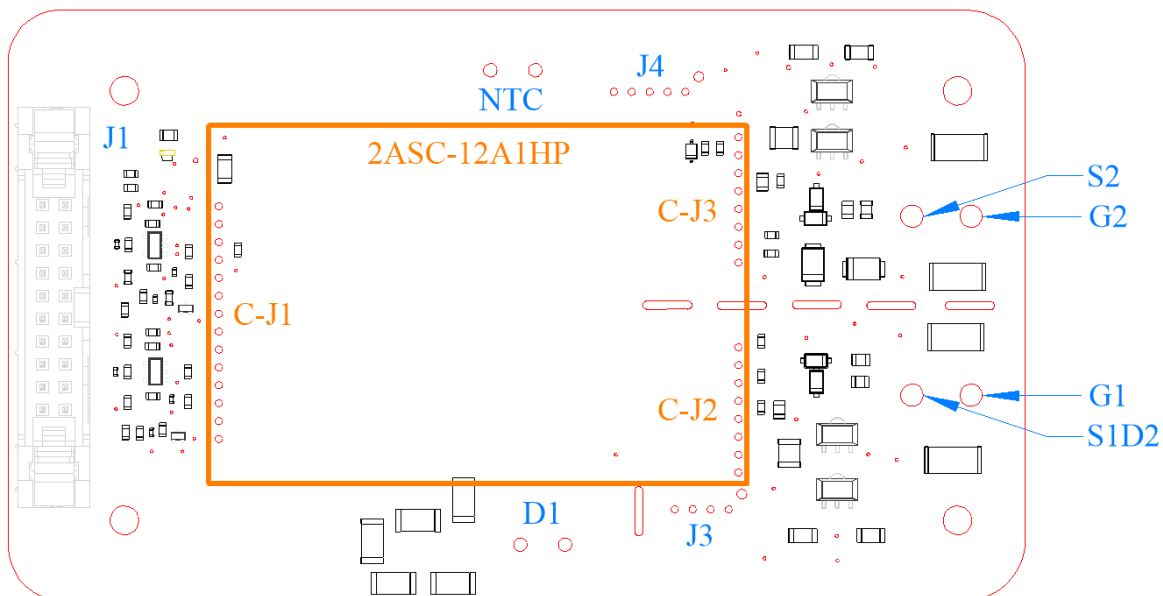 J4
NTC
J1
2ASC-12A1HP
S2
C-J3
G2
C-J1
G1
C-J2
S1D2
D1
J3